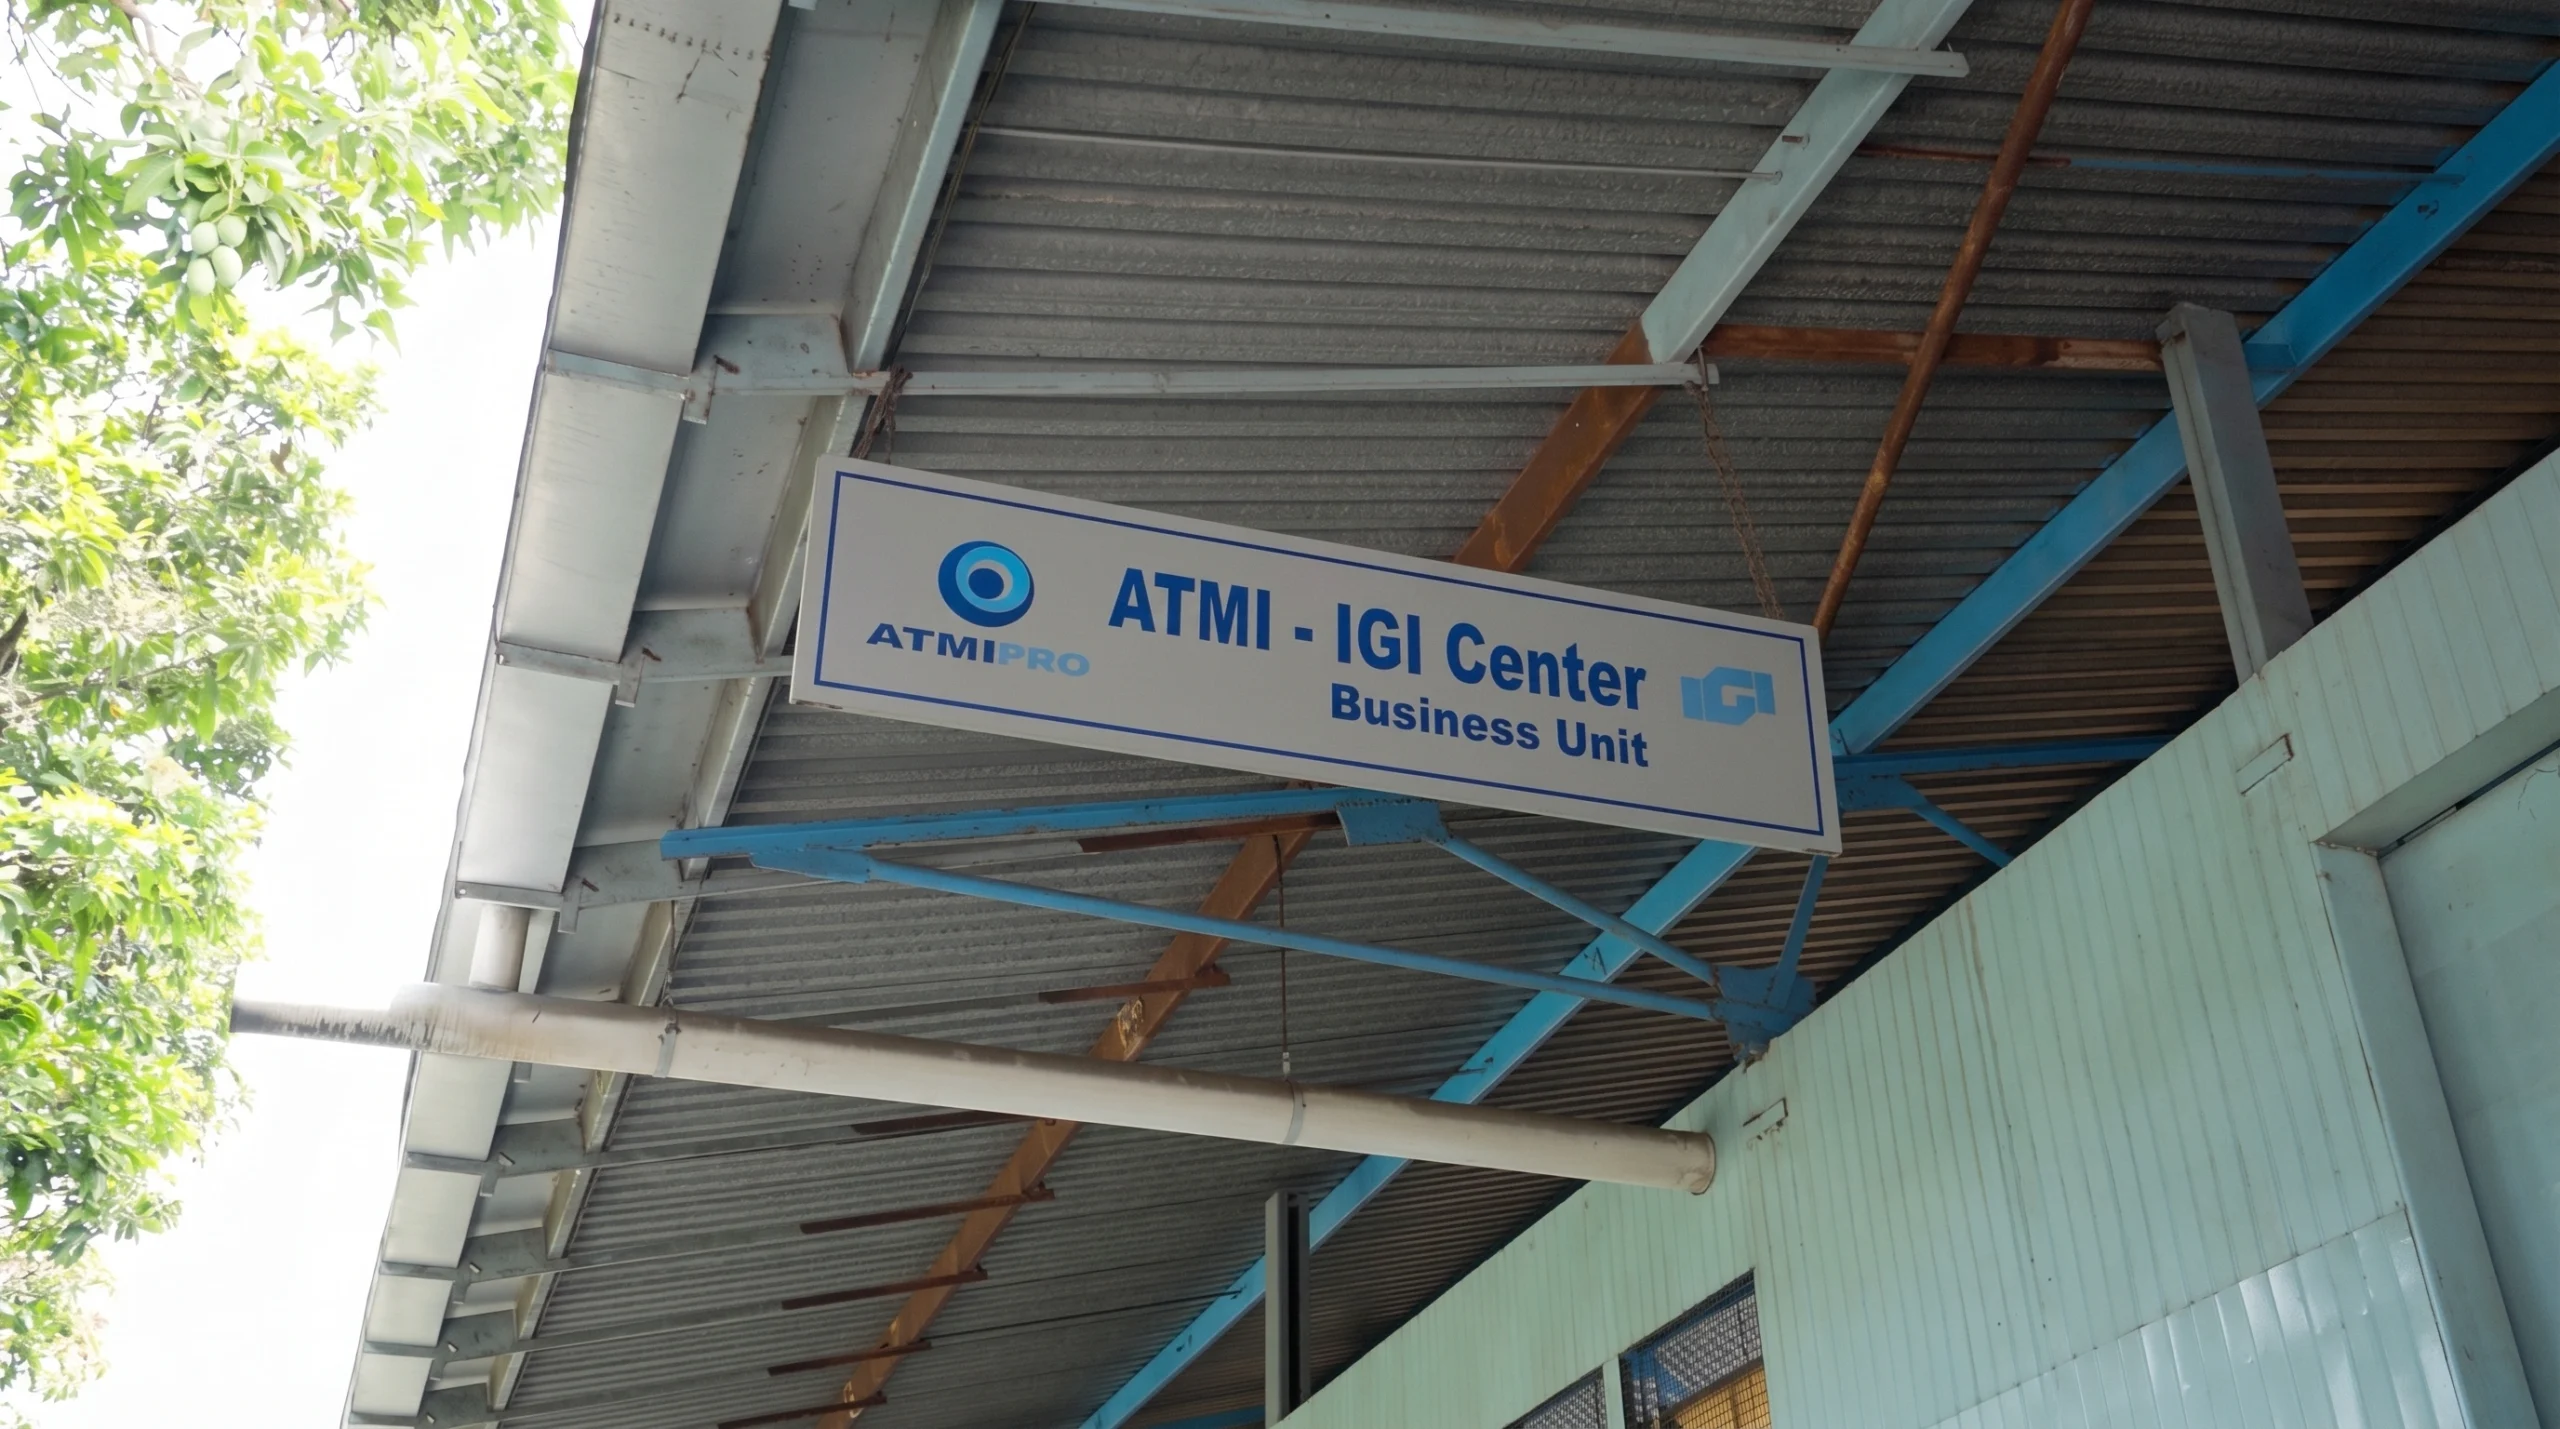 ATMIPRO
ATMI - IGI Center
Business Unit
IGI